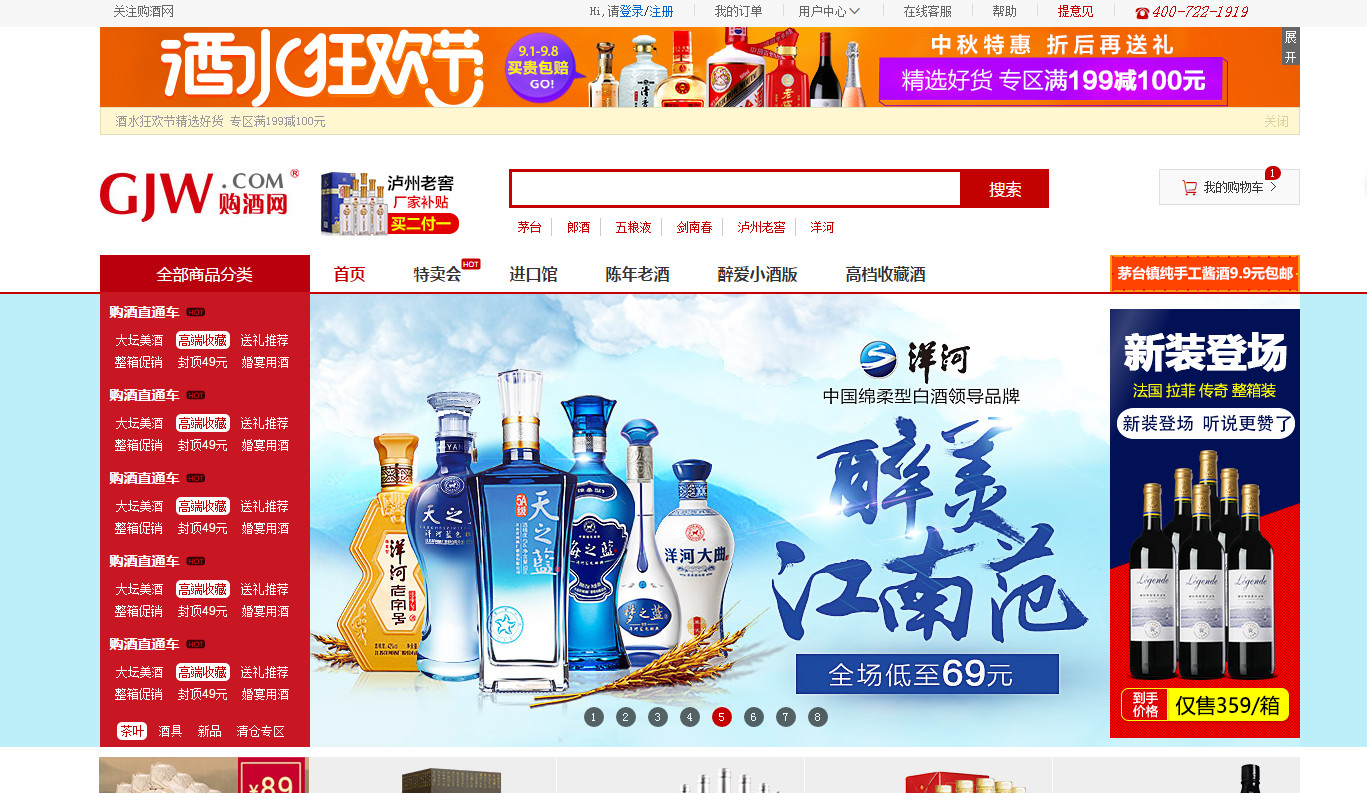 关注购酒网
Hi, 请登录/注册
我的订单
用户中心
在线客服
帮助
提意见
400-722-1919
酒水狂欢节
9.1-9.8
买贵包赔
GO!
中秋特惠 折后再送礼
精选好货 专区满199减100元
展开
酒水狂欢节精选好货 专区满199减100元
关闭
GJW.COM®
购酒网
泸州老窖
厂家补贴
买二付一
搜索
1
我的购物车
茅台 郎酒 五粮液 剑南春 泸州老窖 洋河
全部商品分类
首页
特卖会
HOT
进口馆
陈年老酒
醉爱小酒版
高档收藏酒
茅台镇纯手工酱酒9.9元包邮
购酒直通车 HOT
大坛美酒 高端收藏 送礼推荐
整箱促销 封顶49元 婚宴用酒
购酒直通车 HOT
大坛美酒 高端收藏 送礼推荐
整箱促销 封顶49元 婚宴用酒
购酒直通车 HOT
大坛美酒 高端收藏 送礼推荐
整箱促销 封顶49元 婚宴用酒
购酒直通车 HOT
大坛美酒 高端收藏 送礼推荐
整箱促销 封顶49元 婚宴用酒
购酒直通车 HOT
大坛美酒 高端收藏 送礼推荐
整箱促销 封顶49元 婚宴用酒
茶叶 酒具 新品 清仓专区
洋河
中国绵柔型白酒领导品牌
醉美
江南范
全场低至69元
洋河老字号
天之
5A级
天之蓝
海之蓝
梦之蓝
洋河大曲
1 2 3 4 5 6 7 8
新装登场
法国 拉菲 传奇 整箱装
新装登场 听说更赞了
Légende
Légende
Légende
到手价格
仅售359/箱
¥89